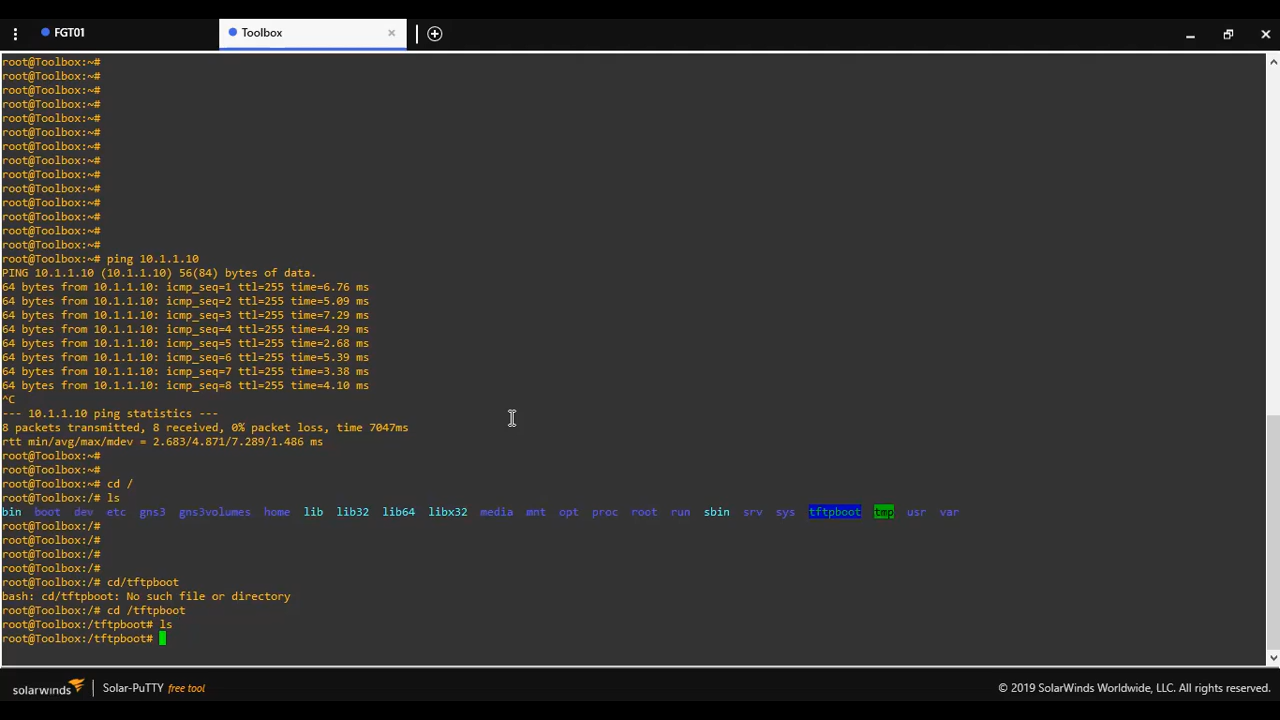 FGT01
Toolbox
root@Toolbox:~#
root@Toolbox:~#
root@Toolbox:~#
root@Toolbox:~#
root@Toolbox:~#
root@Toolbox:~#
root@Toolbox:~#
root@Toolbox:~#
root@Toolbox:~#
root@Toolbox:~#
root@Toolbox:~#
root@Toolbox:~#
root@Toolbox:~#
root@Toolbox:~#
root@Toolbox:~# ping 10.1.1.10
PING 10.1.1.10 (10.1.1.10) 56(84) bytes of data.
64 bytes from 10.1.1.10: icmp_seq=1 ttl=255 time=6.76 ms
64 bytes from 10.1.1.10: icmp_seq=2 ttl=255 time=5.09 ms
64 bytes from 10.1.1.10: icmp_seq=3 ttl=255 time=7.29 ms
64 bytes from 10.1.1.10: icmp_seq=4 ttl=255 time=4.29 ms
64 bytes from 10.1.1.10: icmp_seq=5 ttl=255 time=2.68 ms
64 bytes from 10.1.1.10: icmp_seq=6 ttl=255 time=5.39 ms
64 bytes from 10.1.1.10: icmp_seq=7 ttl=255 time=3.38 ms
64 bytes from 10.1.1.10: icmp_seq=8 ttl=255 time=4.10 ms
^C
--- 10.1.1.10 ping statistics ---
8 packets transmitted, 8 received, 0% packet loss, time 7047ms
rtt min/avg/max/mdev = 2.683/4.871/7.289/1.486 ms
root@Toolbox:~#
root@Toolbox:~#
root@Toolbox:~# cd /
root@Toolbox:/# ls
bin boot dev etc gns3 gns3volumes home lib lib32 lib64 libx32 media mnt opt proc root run sbin srv sys tftpboot tmp usr var
root@Toolbox:/#
root@Toolbox:/#
root@Toolbox:/#
root@Toolbox:/#
root@Toolbox:/# cd/tftpboot
bash: cd/tftpboot: No such file or directory
root@Toolbox:/# cd /tftpboot
root@Toolbox:/tftpboot# ls
root@Toolbox:/tftpboot#
solarwinds
Solar-PuTTY free tool
© 2019 SolarWinds Worldwide, LLC. All rights reserved.